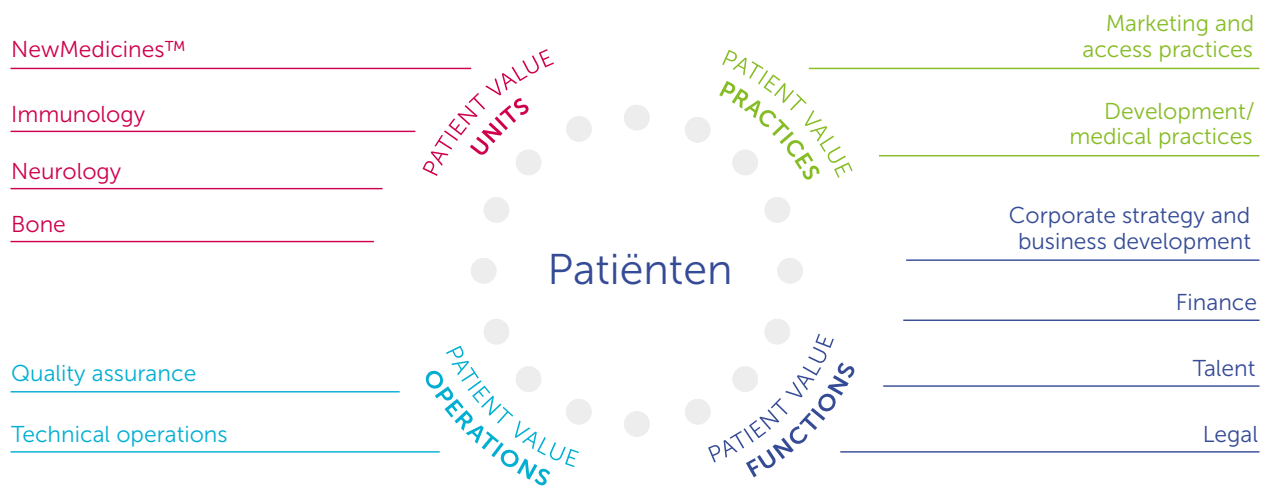 NewMedicines™
Immunology
Neurology
Bone
PATIENT VALUE
UNITS
PATIENT VALUE
PRACTICES
Marketing and
access practices
Development/
medical practices
Patiënten
Corporate strategy and
business development
Finance
Talent
Legal
Quality assurance
Technical operations
PATIENT VALUE
OPERATIONS
PATIENT VALUE
FUNCTIONS